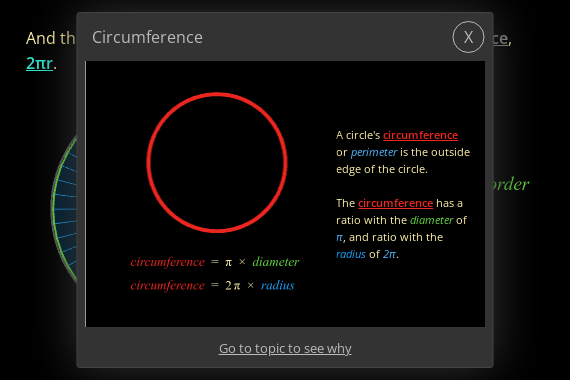 Circumference
X
And th
ce,
2πr.
A circle's circumference
or perimeter is the outside
edge of the circle.
The circumference has a
ratio with the diameter of
π, and ratio with the
radius of 2π.
order
circumference = π × diameter
circumference = 2π × radius
Go to topic to see why